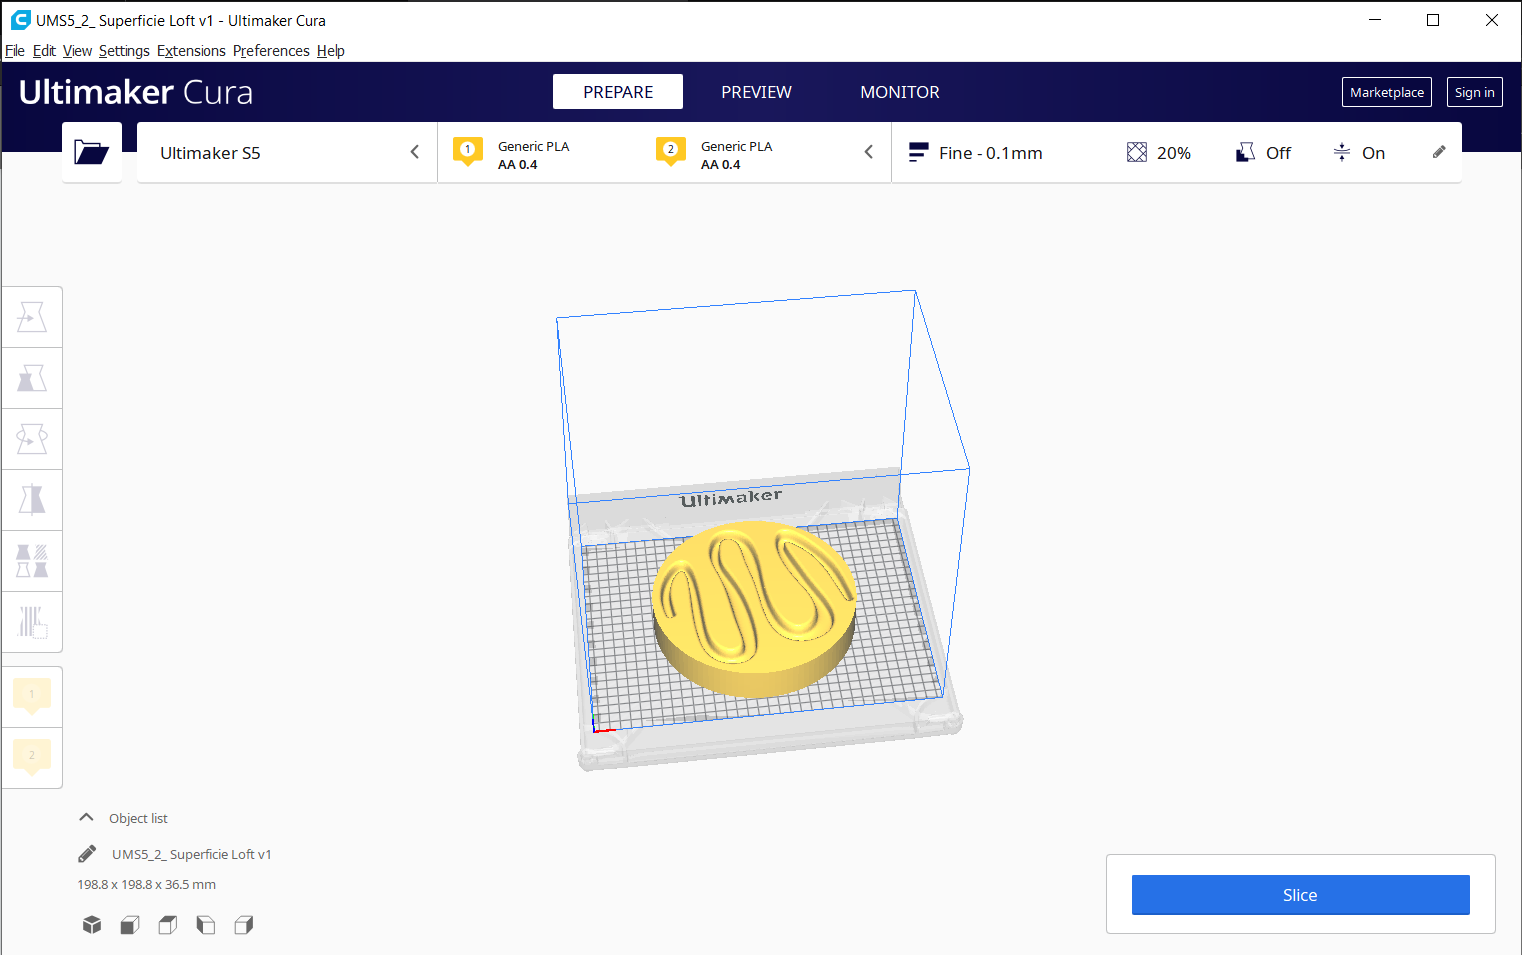 UMS5_2_ Superficie Loft v1 - Ultimaker Cura
File Edit View Settings Extensions Preferences Help
Ultimaker Cura
PREPARE
PREVIEW
MONITOR
Marketplace
Sign in
Ultimaker S5
1
Generic PLA
AA 0.4
2
Generic PLA
AA 0.4
Fine - 0.1mm
20%
Off
On
Ultimaker
1
2
Object list
UMS5_2_ Superficie Loft v1
198.8 x 198.8 x 36.5 mm
Slice